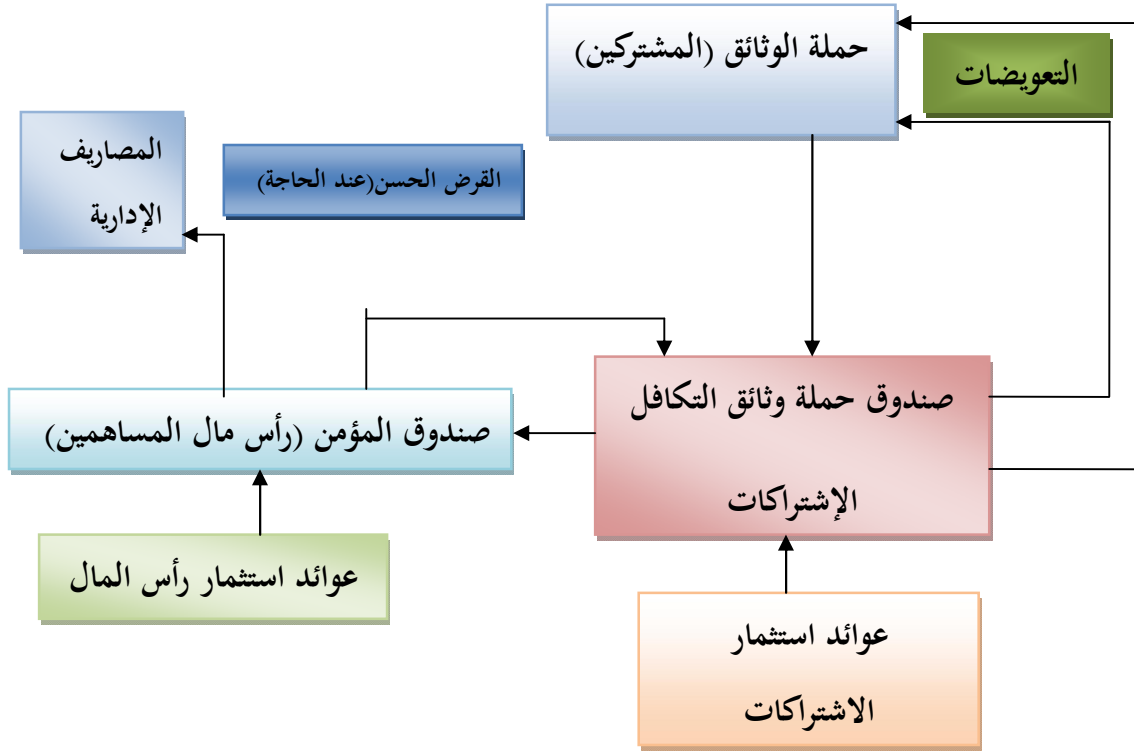 حملة الوثائق (المشتركين)
التعويضات
المصاريف
الإدارية
القرض الحسن(عند الحاجة)
صندوق حملة وثائق التكافل
الإشتراكات
صندوق المؤمن (رأس مال المساهمين)
عوائد استثمار رأس المال
عوائد استثمار
الاشتراكات